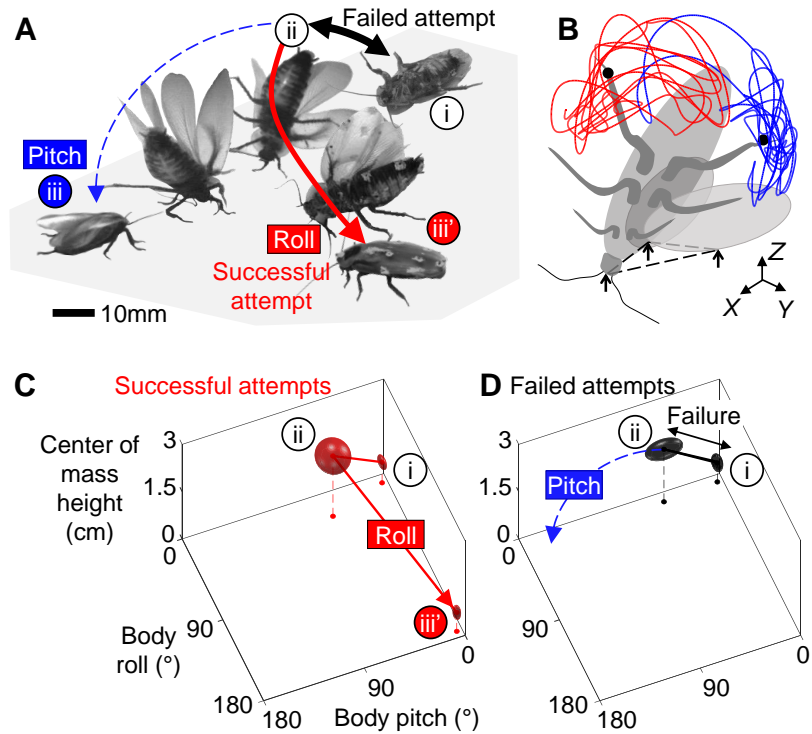 A
ii
Failed attempt
i
Pitch
iii
Roll
iii'
Successful
attempt
10mm
B
Z
X
Y
C
Successful attempts
Center of
mass
height
(cm)
3
1.5
0
0
90
180
Body
roll (°)
180
90
0
Body pitch (°)
ii
i
Roll
iii'
D
Failed attempts
ii
Failure
i
Pitch
3
1.5
0
0
90
180
180
90
0